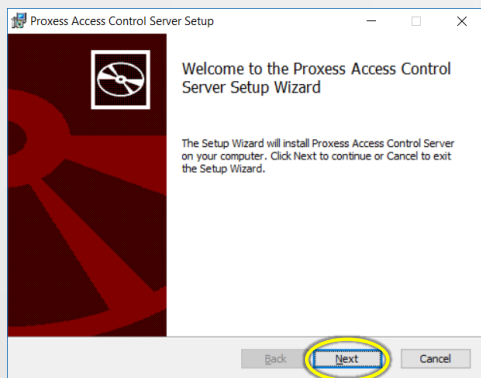 Proxess Access Control Server Setup
Welcome to the Proxess Access Control
Server Setup Wizard
The Setup Wizard will install Proxess Access Control Server
on your computer. Click Next to continue or Cancel to exit
the Setup Wizard.
Back Next Cancel